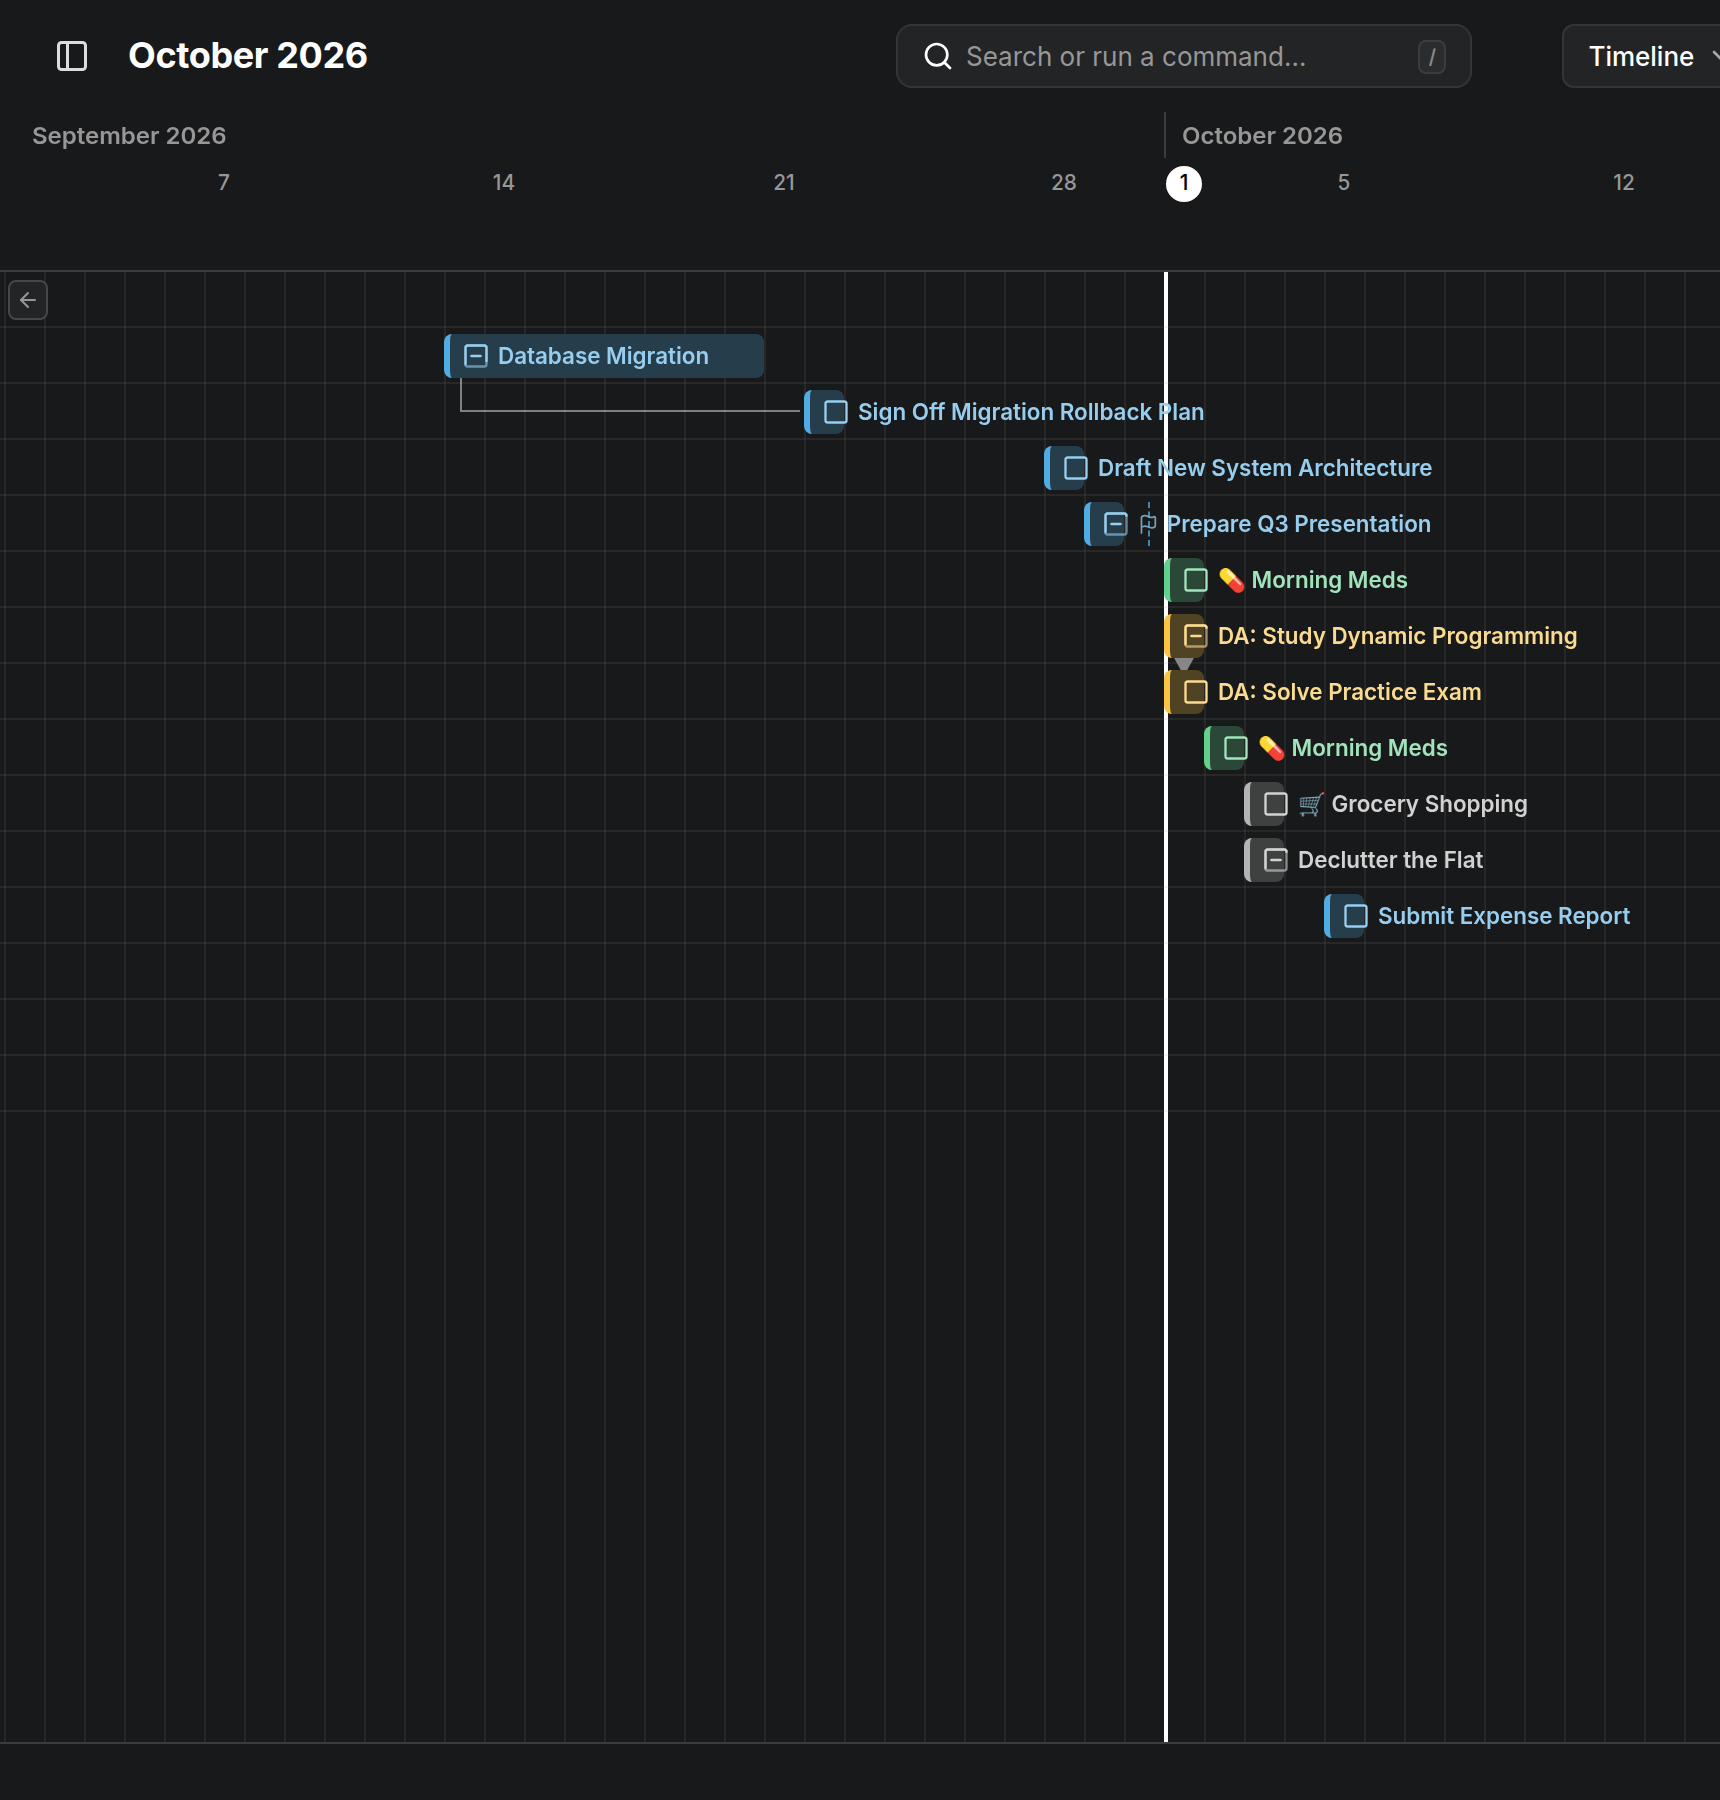 October 2026
Search or run a command...
/
Timeline
September 2026
October 2026
7 14 21 28 1 5 12
Database Migration
Sign Off Migration Rollback Plan
Draft New System Architecture
Prepare Q3 Presentation
💊 Morning Meds
DA: Study Dynamic Programming
DA: Solve Practice Exam
💊 Morning Meds
🛒 Grocery Shopping
Declutter the Flat
Submit Expense Report